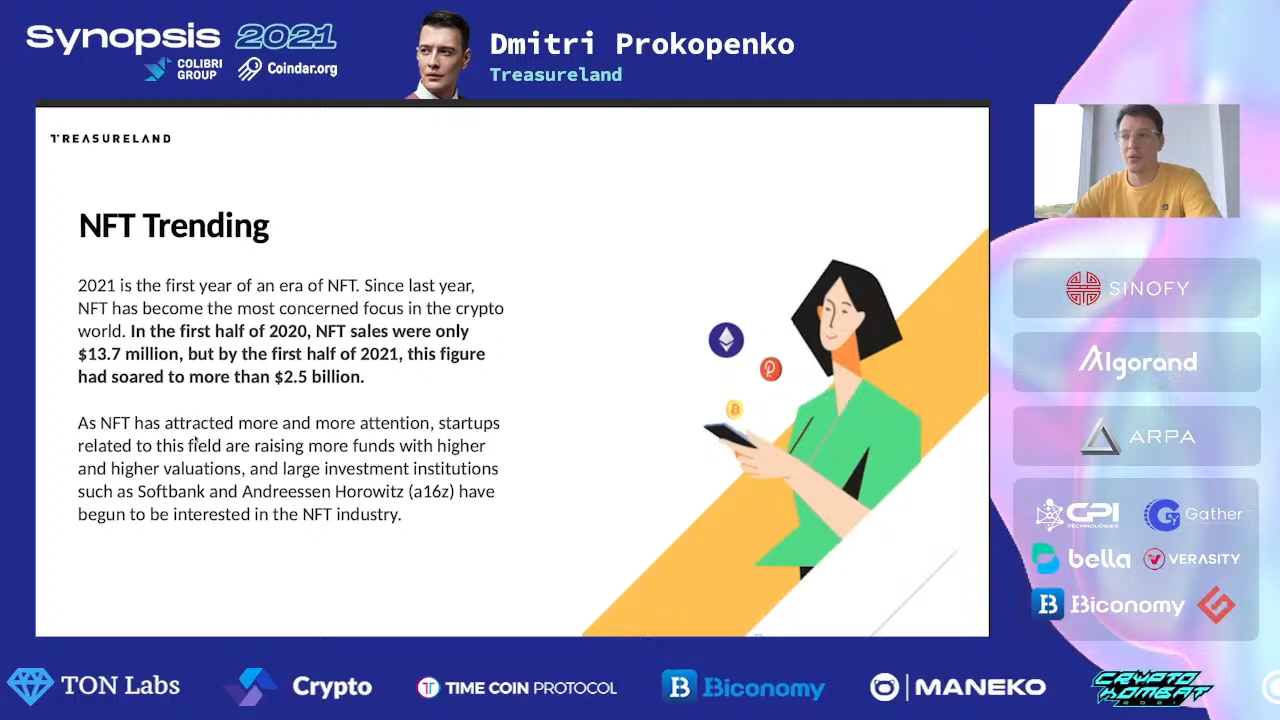 Synopsis 2021
COLIBRI GROUP
Coindar.org
Dmitri Prokopenko
Treasureland
TREASURELAND
NFT Trending
2021 is the first year of an era of NFT. Since last year,
NFT has become the most concerned focus in the crypto
world. In the first half of 2020, NFT sales were only
$13.7 million, but by the first half of 2021, this figure
had soared to more than $2.5 billion.
As NFT has attracted more and more attention, startups
related to this field are raising more funds with higher
and higher valuations, and large investment institutions
such as Softbank and Andreessen Horowitz (a16z) have
begun to be interested in the NFT industry.
SINOFY
Algorand
ARPA
CPI TECHNOLOGIES
Gather
bella
VERASITY
Biconomy
TON Labs
Crypto
TIME COIN PROTOCOL
Biconomy
MANEKO
CRYPTO KOMBAT